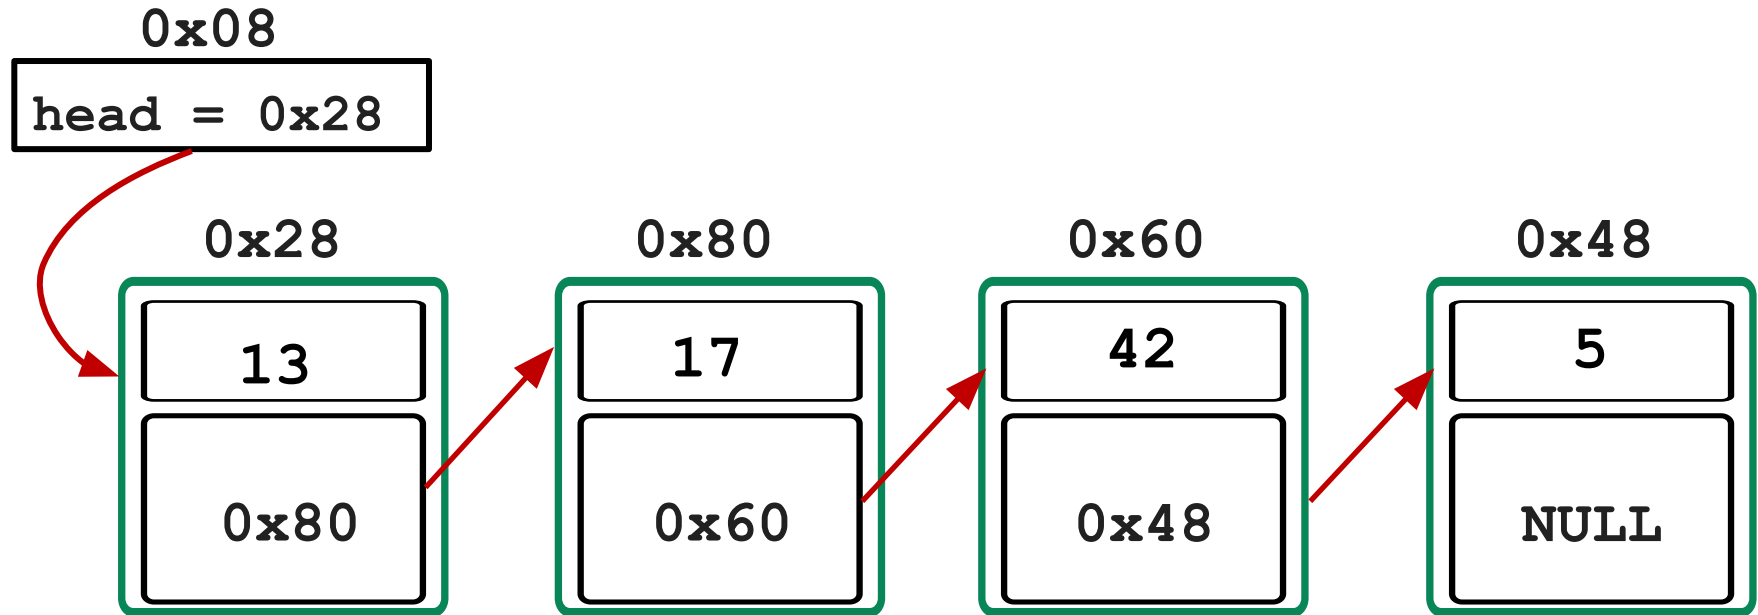 0x08
head = 0x28
0x28 0x80 0x60 0x48
13 17 42 5
0x80 0x60 0x48 NULL